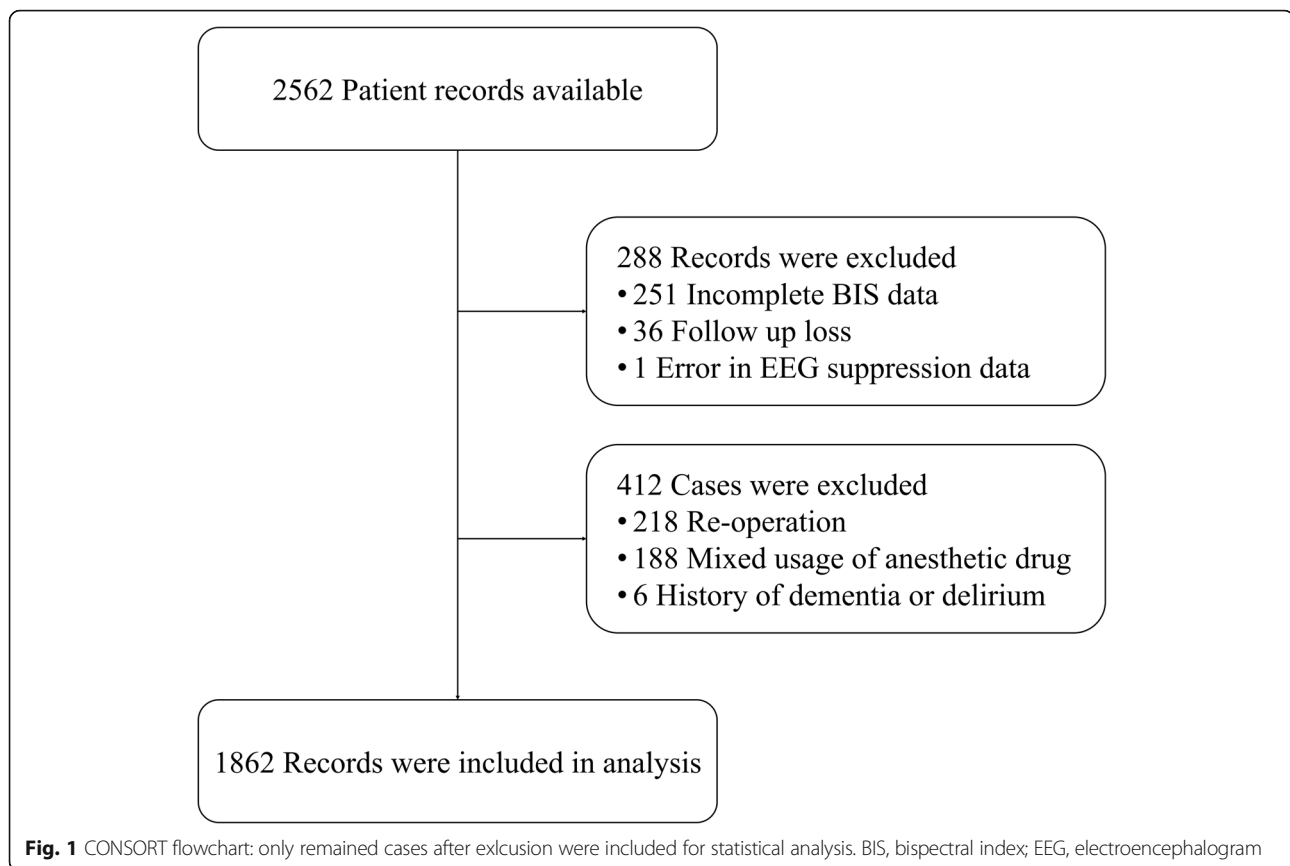 2562 Patient records available
288 Records were excluded
• 251 Incomplete BIS data
• 36 Follow up loss
• 1 Error in EEG suppression data
412 Cases were excluded
• 218 Re-operation
• 188 Mixed usage of anesthetic drug
• 6 History of dementia or delirium
1862 Records were included in analysis
Fig. 1 CONSORT flowchart: only remained cases after exlcusion were included for statistical analysis. BIS, bispectral index; EEG, electroencephalogram